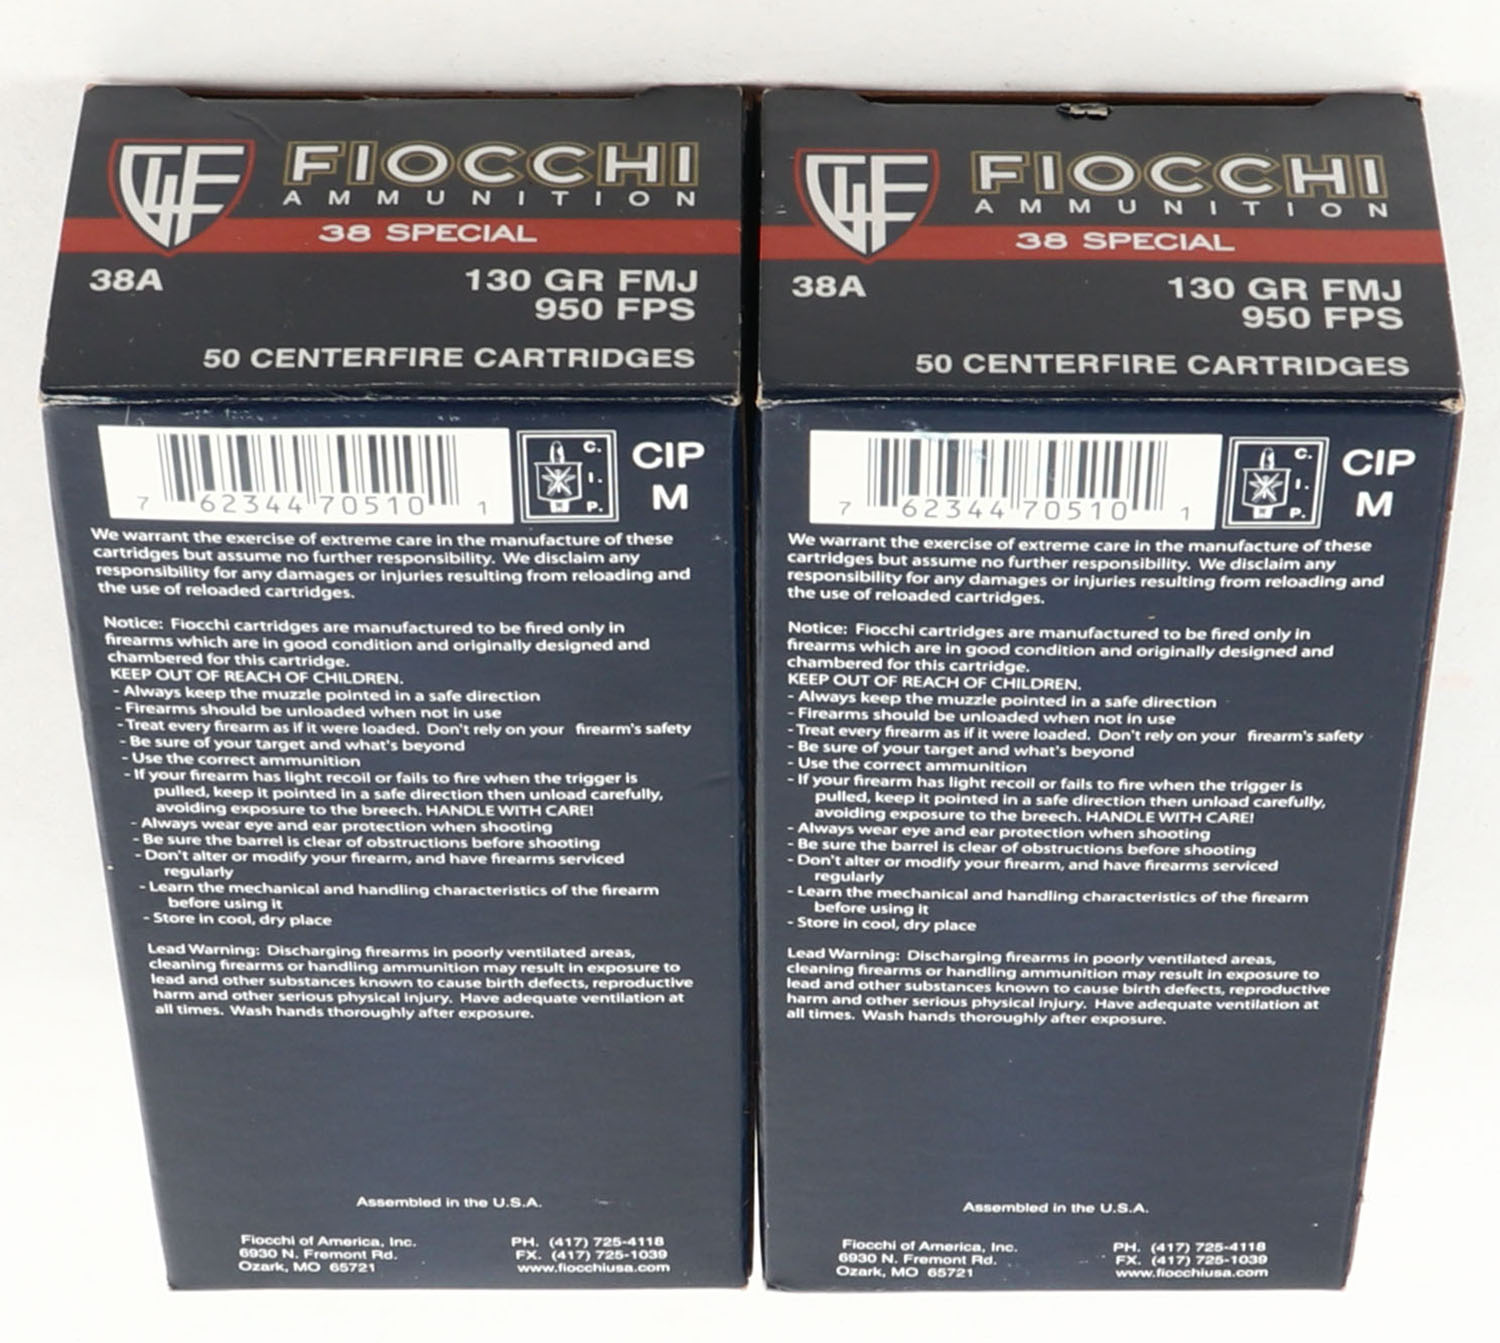 GFL
FIOCCHI
AMMUNITION
38 SPECIAL
38A
130 GR FMJ
950 FPS
50 CENTERFIRE CARTRIDGES
7 62344 70510 1
C.
I.
P.
CIP
M
We warrant the exercise of extreme care in the manufacture of these
cartridges but assume no further responsibility. We disclaim any
responsibility for any damages or injuries resulting from reloading and
the use of reloaded cartridges.
Notice: Fiocchi cartridges are manufactured to be fired only in
firearms which are in good condition and originally designed and
chambered for this cartridge.
KEEP OUT OF REACH OF CHILDREN.
- Always keep the muzzle pointed in a safe direction
- Firearms should be unloaded when not in use
- Treat every firearm as if it were loaded. Don't rely on your firearm's safety
- Be sure of your target and what's beyond
- Use the correct ammunition
- If your firearm has light recoil or fails to fire when the trigger is
pulled, keep it pointed in a safe direction then unload carefully,
avoiding exposure to the breech. HANDLE WITH CARE!
- Always wear eye and ear protection when shooting
- Be sure the barrel is clear of obstructions before shooting
- Don't alter or modify your firearm, and have firearms serviced
regularly
- Learn the mechanical and handling characteristics of the firearm
before using it
- Store in cool, dry place
Lead Warning: Discharging firearms in poorly ventilated areas,
cleaning firearms or handling ammunition may result in exposure to
lead and other substances known to cause birth defects, reproductive
harm and other serious physical injury. Have adequate ventilation at
all times. Wash hands thoroughly after exposure.
Assembled in the U.S.A.
Fiocchi of America, Inc.
6930 N. Fremont Rd.
Ozark, MO 65721
PH. (417) 725-4118
FX. (417) 725-1039
www.fiocchiusa.com
GFL
FIOCCHI
AMMUNITION
38 SPECIAL
38A
130 GR FMJ
950 FPS
50 CENTERFIRE CARTRIDGES
7 62344 70510 1
C.
I.
P.
CIP
M
We warrant the exercise of extreme care in the manufacture of these
cartridges but assume no further responsibility. We disclaim any
responsibility for any damages or injuries resulting from reloading and
the use of reloaded cartridges.
Notice: Fiocchi cartridges are manufactured to be fired only in
firearms which are in good condition and originally designed and
chambered for this cartridge.
KEEP OUT OF REACH OF CHILDREN.
- Always keep the muzzle pointed in a safe direction
- Firearms should be unloaded when not in use
- Treat every firearm as if it were loaded. Don't rely on your firearm's safety
- Be sure of your target and what's beyond
- Use the correct ammunition
- If your firearm has light recoil or fails to fire when the trigger is
pulled, keep it pointed in a safe direction then unload carefully,
avoiding exposure to the breech. HANDLE WITH CARE!
- Always wear eye and ear protection when shooting
- Be sure the barrel is clear of obstructions before shooting
- Don't alter or modify your firearm, and have firearms serviced
regularly
- Learn the mechanical and handling characteristics of the firearm
before using it
- Store in cool, dry place
Lead Warning: Discharging firearms in poorly ventilated areas,
cleaning firearms or handling ammunition may result in exposure to
lead and other substances known to cause birth defects, reproductive
harm and other serious physical injury. Have adequate ventilation at
all times. Wash hands thoroughly after exposure.
Assembled in the U.S.A.
Fiocchi of America, Inc.
6930 N. Fremont Rd.
Ozark, MO 65721
PH. (417) 725-4118
FX. (417) 725-1039
www.fiocchiusa.com